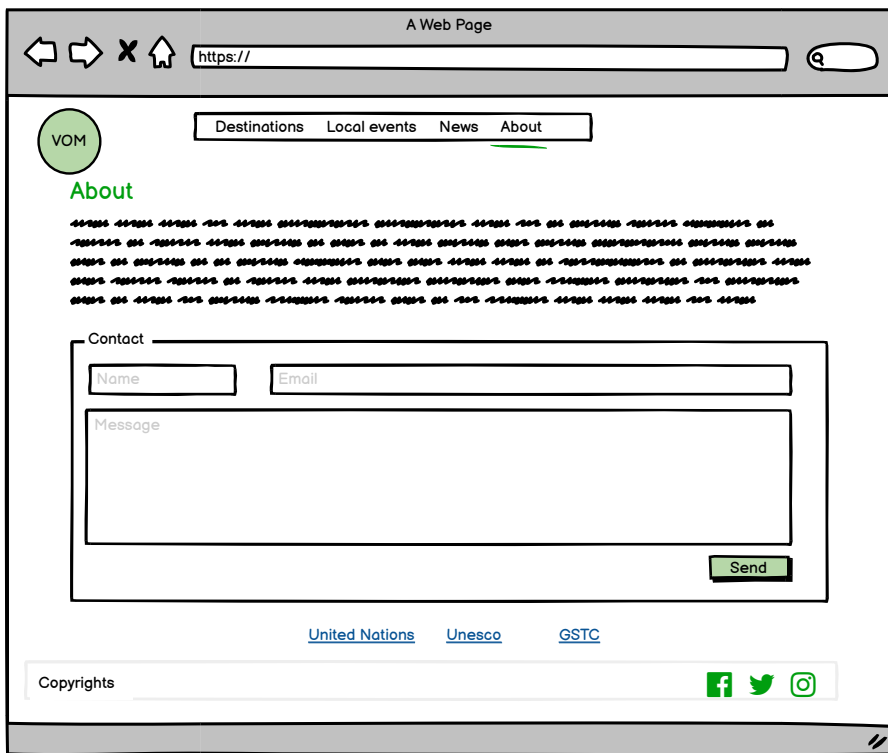 A Web Page
https://
VOM
Destinations Local events News About
About
Contact
Name Email
Message
Send
United Nations Unesco GSTC
Copyrights